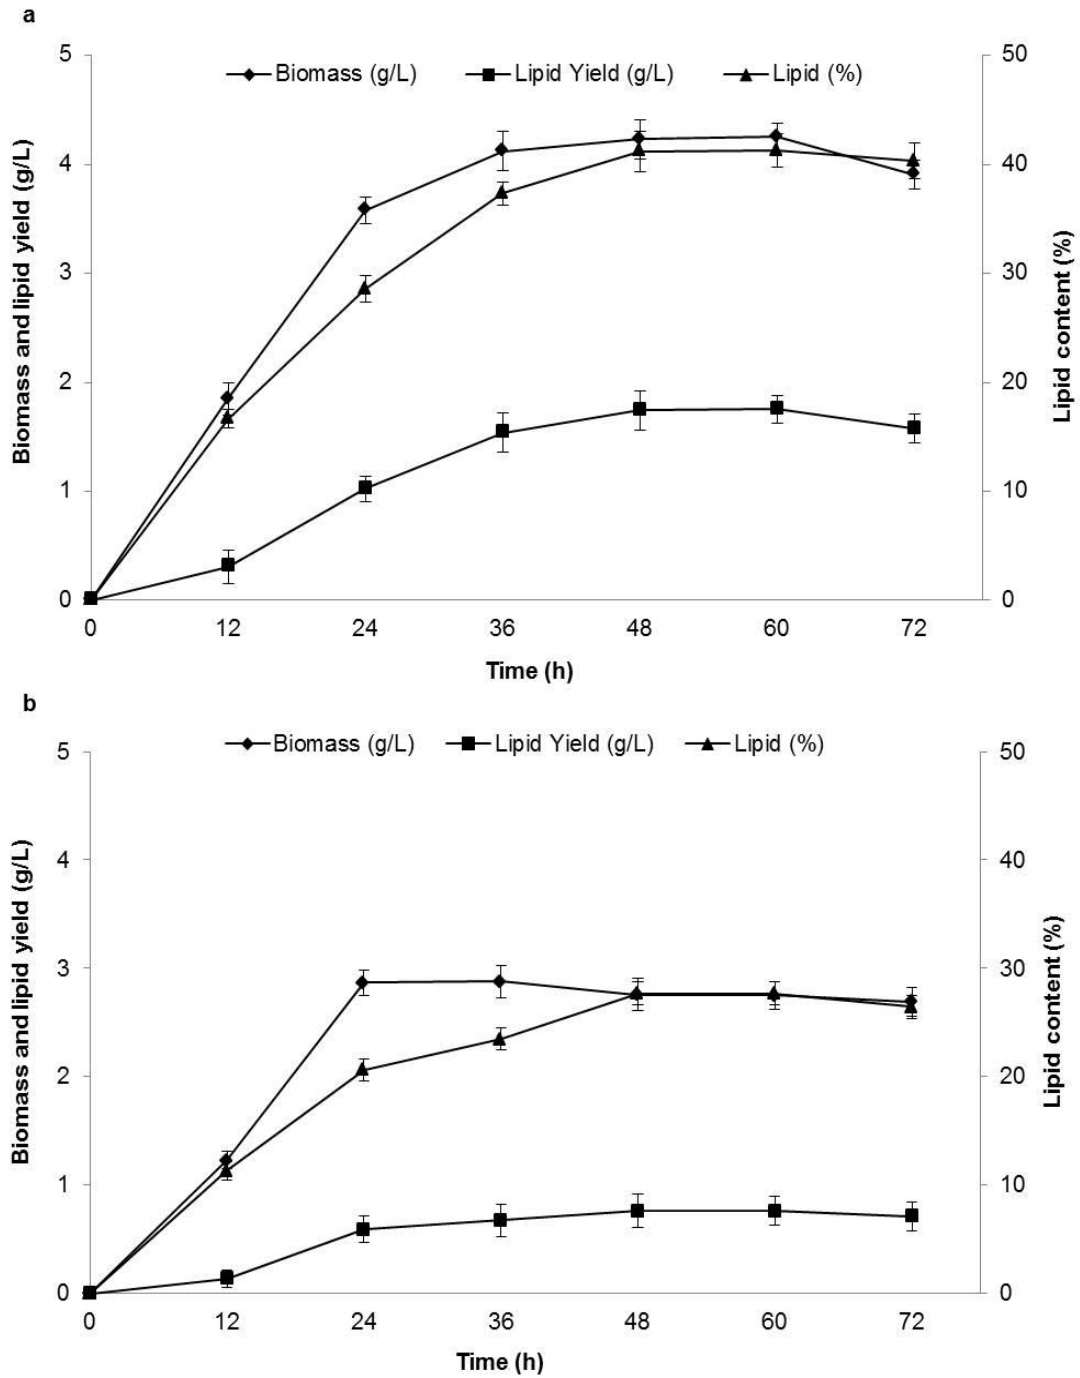 a
Biomass (g/L) Lipid Yield (g/L) Lipid (%)
Biomass and lipid yield (g/L)
5
4
3
2
1
0
50
40
30
20
10
0
Lipid content (%)
0 12 24 36 48 60 72
Time (h)
b
Biomass (g/L) Lipid Yield (g/L) Lipid (%)
Biomass and lipid yield (g/L)
5
4
3
2
1
0
50
40
30
20
10
0
Lipid content (%)
0 12 24 36 48 60 72
Time (h)